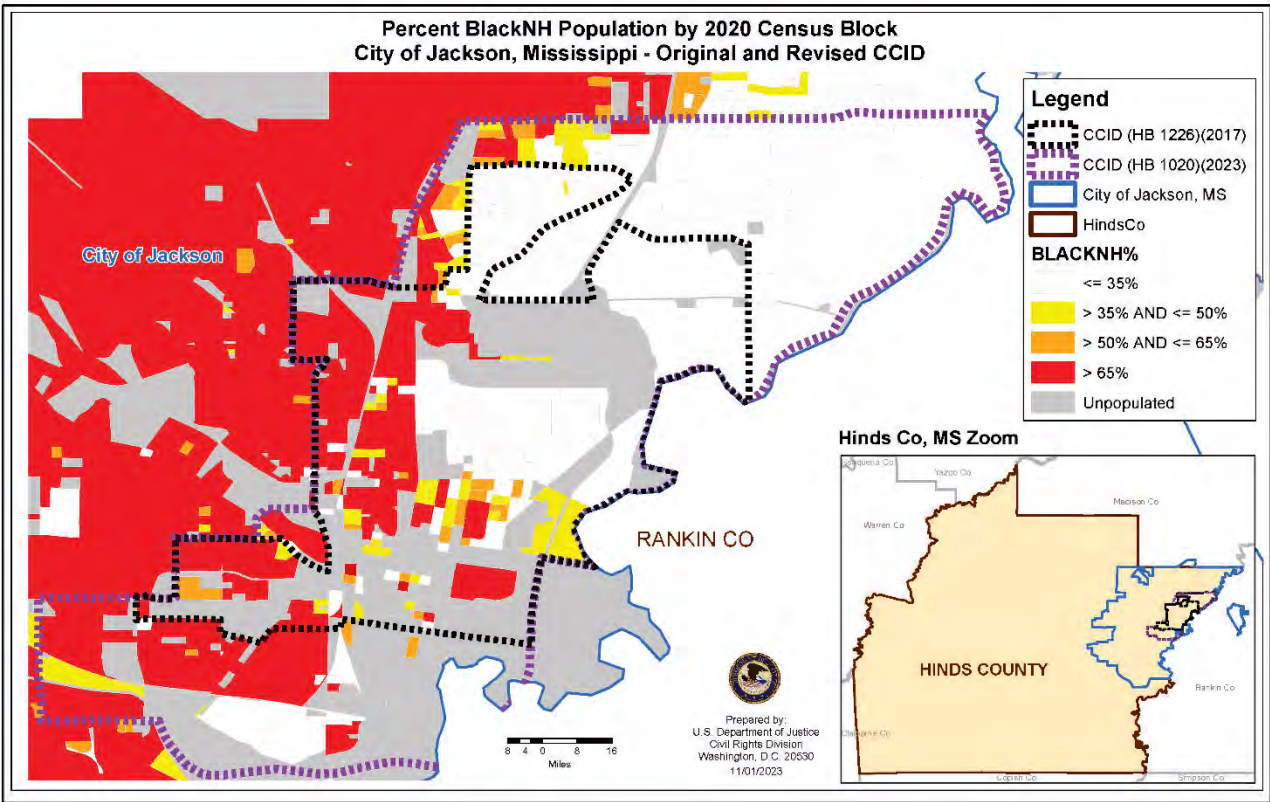 Percent BlackNH Population by 2020 Census Block
City of Jackson, Mississippi - Original and Revised CCID
Legend
CCID (HB 1226)(2017)
CCID (HB 1020)(2023)
City of Jackson, MS
HindsCo
BLACKNH%
<= 35%
> 35% AND <= 50%
> 50% AND <= 65%
> 65%
Unpopulated
City of Jackson
RANKIN CO
Hinds Co, MS Zoom
Yazoo Co
Madison Co
Warren Co
HINDS COUNTY
Rankin Co
Claiborne Co
Copiah Co
Simpson Co
Prepared by:
U.S. Department of Justice
Civil Rights Division
Washington, D.C. 20530
11/01/2023
8 4 0 8 16
Miles